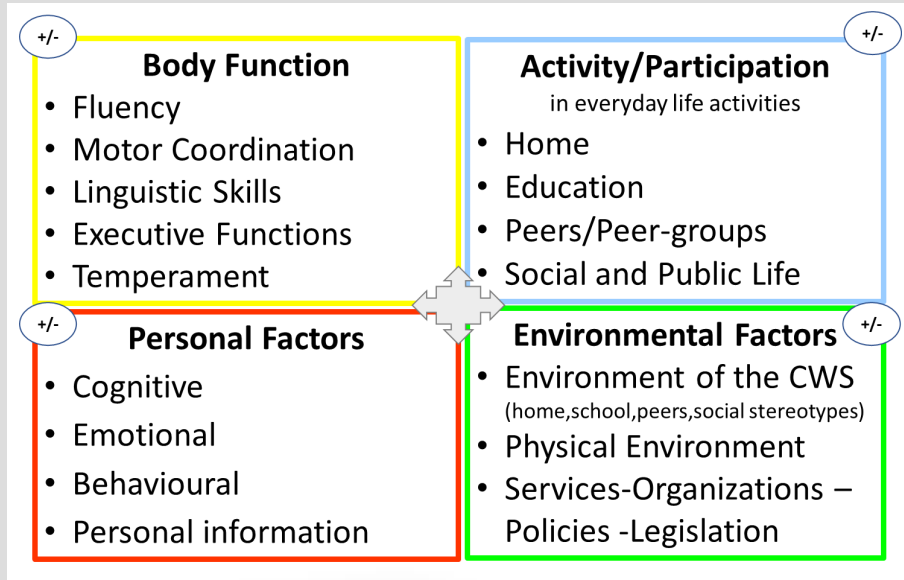 +/-
Body Function
• Fluency
• Motor Coordination
• Linguistic Skills
• Executive Functions
• Temperament
+/-
Activity/Participation
in everyday life activities
• Home
• Education
• Peers/Peer-groups
• Social and Public Life
+/-
Personal Factors
• Cognitive
• Emotional
• Behavioural
• Personal information
+/-
Environmental Factors
• Environment of the CWS
(home,school,peers,social stereotypes)
• Physical Environment
• Services-Organizations –
Policies -Legislation